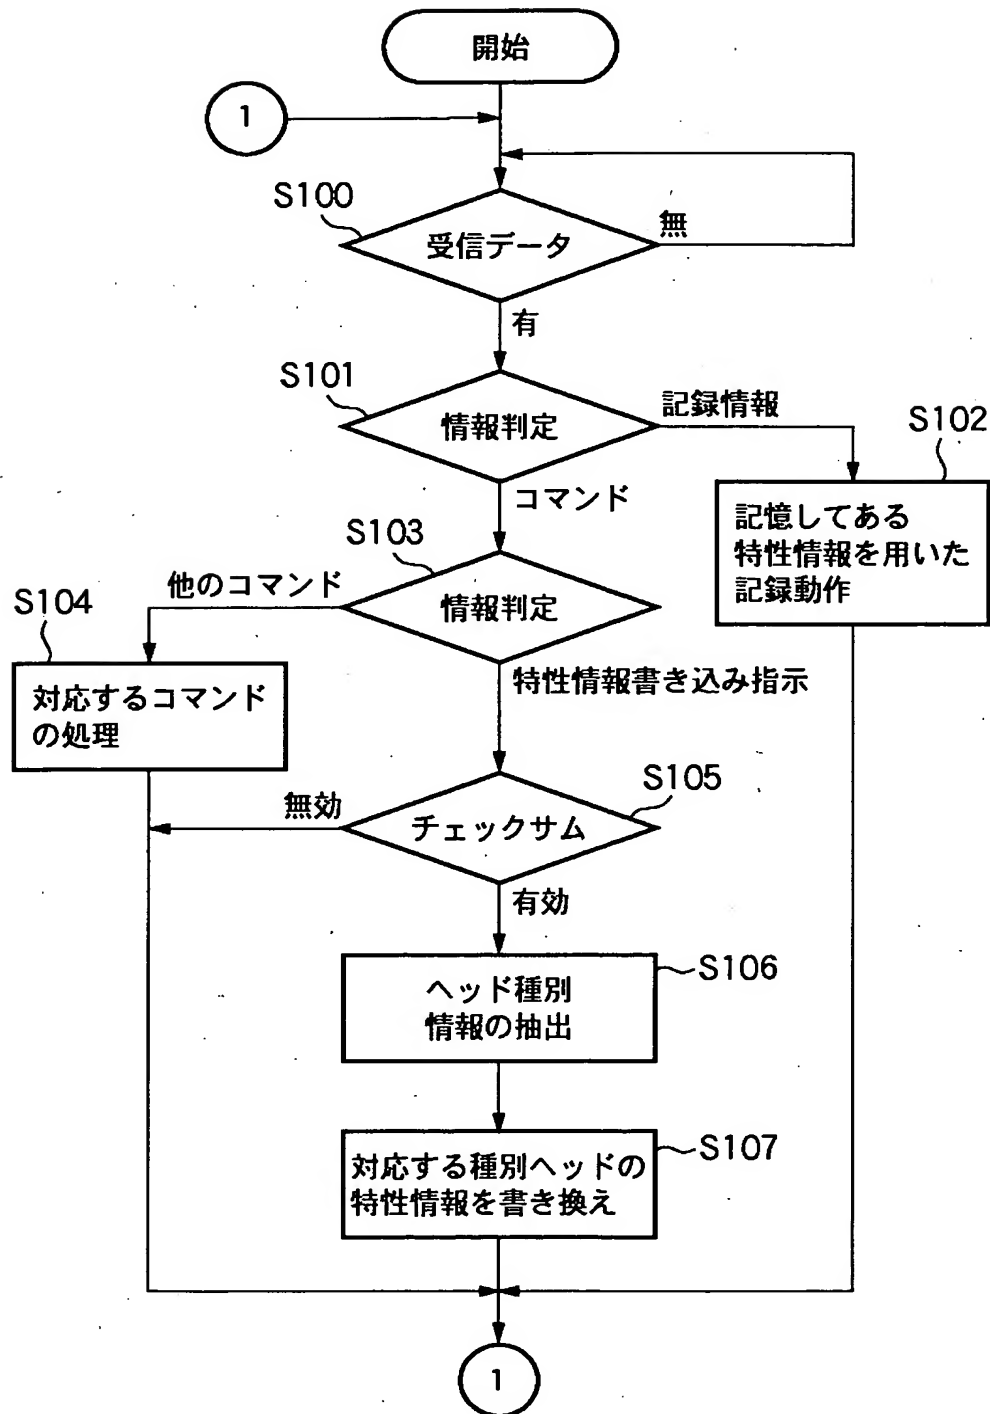 開始
1
S100
受信データ
無
有
S101
情報判定
記録情報
S102
記憶してある
特性情報を用いた
記録動作
コマンド
S103
情報判定
他のコマンド
S104
対応するコマンド
の処理
特性情報書き込み指示
S105
チェックサム
無効
有効
S106
ヘッド種別
情報の抽出
S107
対応する種別ヘッドの
特性情報を書き換え
1